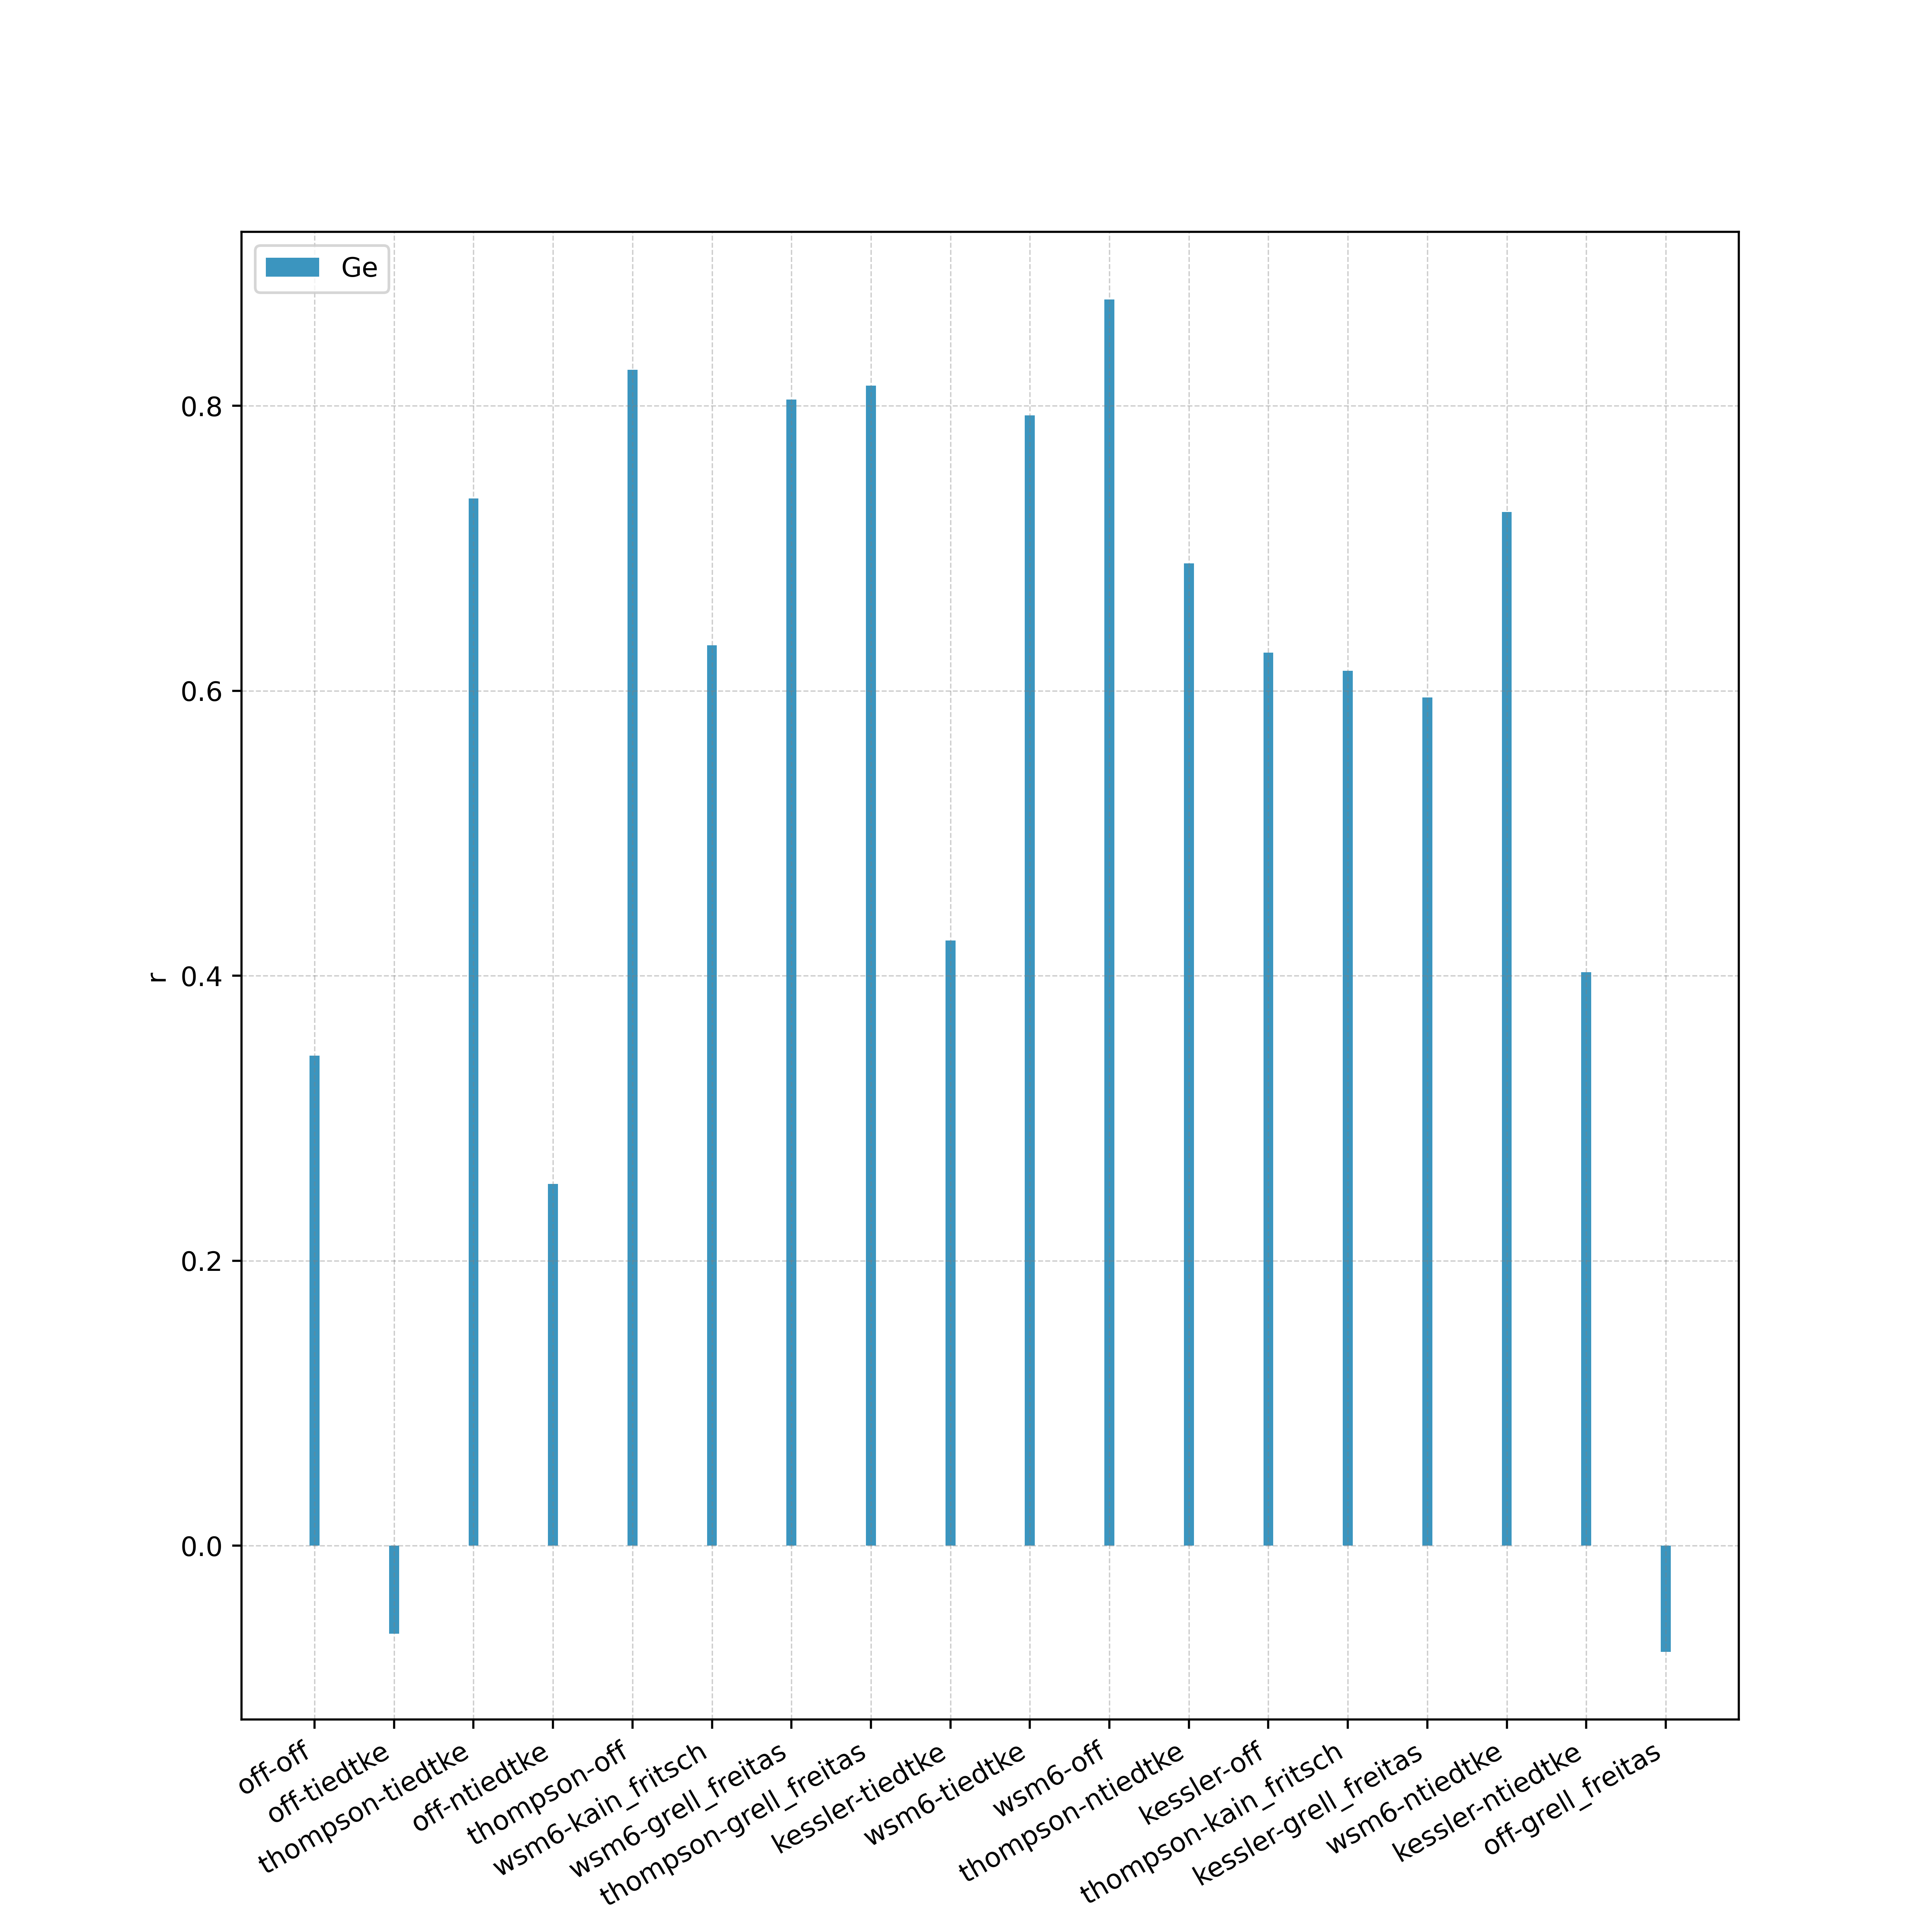 Ge
0.8
0.6
0.4
0.2
0.0
r
off-off
off-tiedtke
thompson-tiedtke
off-ntiedtke
thompson-off
wsm6-kain_fritsch
wsm6-grell_freitas
thompson-grell_freitas
kessler-tiedtke
wsm6-tiedtke
wsm6-off
thompson-ntiedtke
kessler-off
thompson-kain_fritsch
kessler-grell_freitas
wsm6-ntiedtke
kessler-ntiedtke
off-grell_freitas